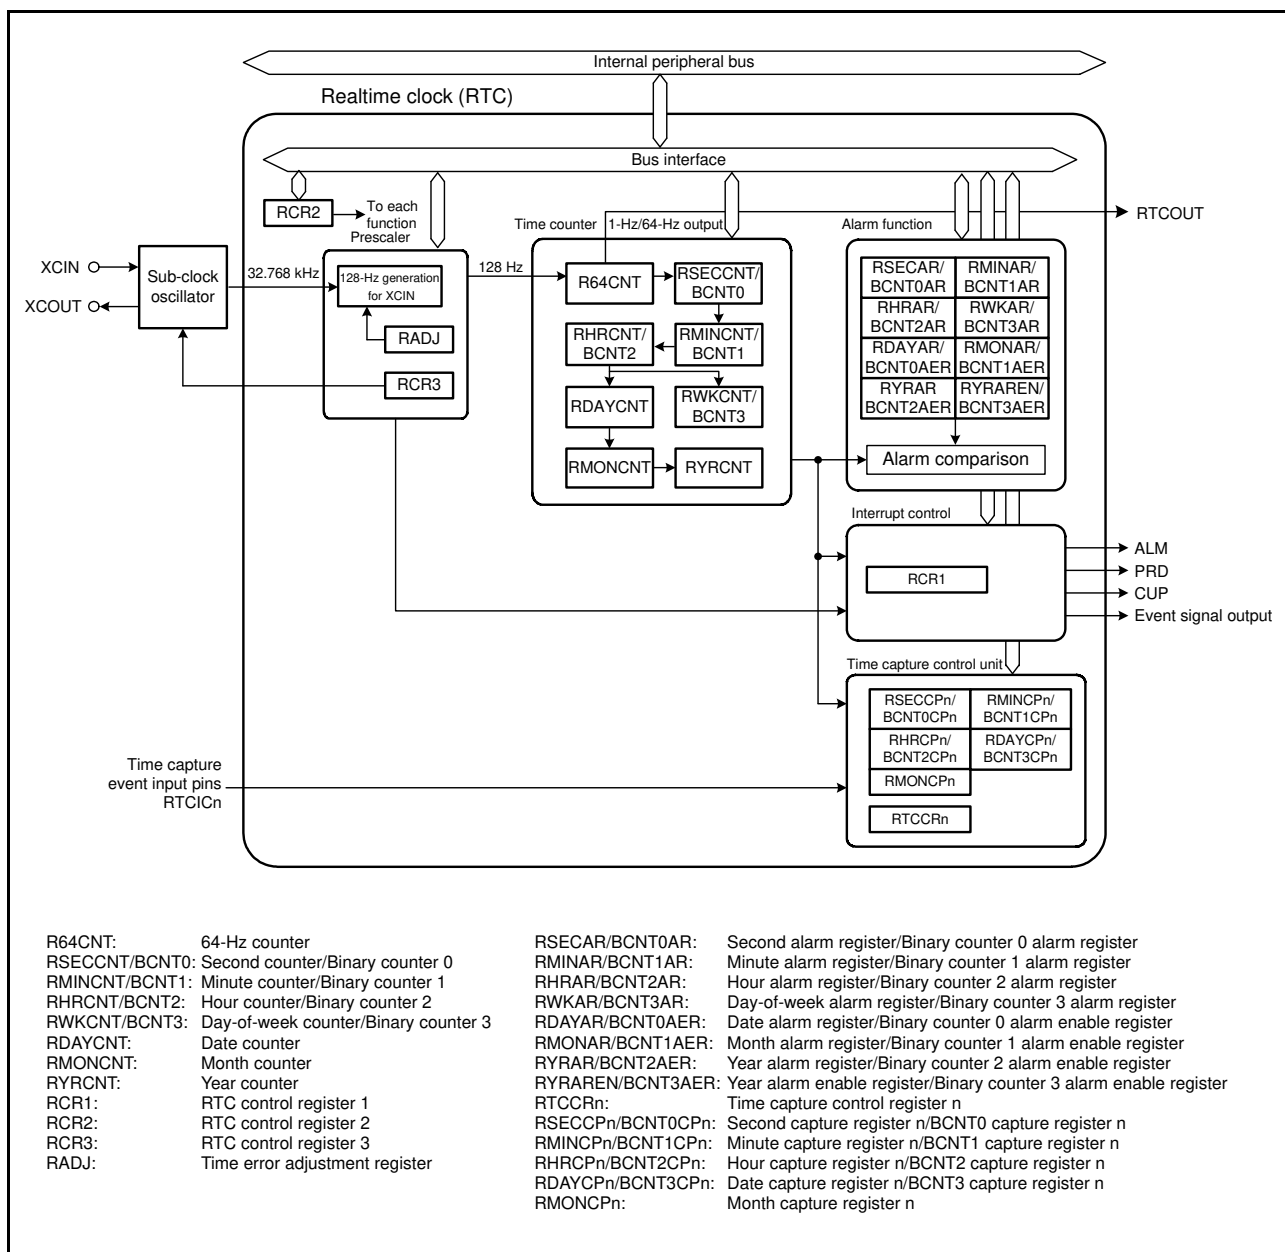 Internal peripheral bus
Realtime clock (RTC)
Bus interface
RCR2
To each
function
Prescaler
Time counter
1-Hz/64-Hz output
Alarm function
RTCOUT
XCIN
XCOUT
Sub-clock
oscillator
32.768 kHz
128-Hz generation
for XCIN
RADJ
RCR3
128 Hz
R64CNT
RSECCNT/
BCNT0
RHRCNT/
BCNT2
RMINCNT/
BCNT1
RDAYCNT
RWKCNT/
BCNT3
RMONCNT
RYRCNT
RSECAR/
BCNT0AR
RMINAR/
BCNT1AR
RHRAR/
BCNT2AR
RWKAR/
BCNT3AR
RDAYAR/
BCNT0AER
RMONAR/
BCNT1AER
RYRAR
BCNT2AER
RYRAREN/
BCNT3AER
Alarm comparison
Interrupt control
RCR1
ALM
PRD
CUP
Event signal output
Time capture control unit
RSECCPn/
BCNT0CPn
RMINCPn/
BCNT1CPn
RHRCPn/
BCNT2CPn
RDAYCPn/
BCNT3CPn
RMONCPn
RTCCRn
Time capture
event input pins
RTCICn
R64CNT: 64-Hz counter
RSECCNT/BCNT0: Second counter/Binary counter 0
RMINCNT/BCNT1: Minute counter/Binary counter 1
RHRCNT/BCNT2: Hour counter/Binary counter 2
RWKCNT/BCNT3: Day-of-week counter/Binary counter 3
RDAYCNT: Date counter
RMONCNT: Month counter
RYRCNT: Year counter
RCR1: RTC control register 1
RCR2: RTC control register 2
RCR3: RTC control register 3
RADJ: Time error adjustment register
RSECAR/BCNT0AR: Second alarm register/Binary counter 0 alarm register
RMINAR/BCNT1AR: Minute alarm register/Binary counter 1 alarm register
RHRAR/BCNT2AR: Hour alarm register/Binary counter 2 alarm register
RWKAR/BCNT3AR: Day-of-week alarm register/Binary counter 3 alarm register
RDAYAR/BCNT0AER: Date alarm register/Binary counter 0 alarm enable register
RMONAR/BCNT1AER: Month alarm register/Binary counter 1 alarm enable register
RYRAR/BCNT2AER: Year alarm register/Binary counter 2 alarm enable register
RYRAREN/BCNT3AER: Year alarm enable register/Binary counter 3 alarm enable register
RTCCRn: Time capture control register n
RSECCPn/BCNT0CPn: Second capture register n/BCNT0 capture register n
RMINCPn/BCNT1CPn: Minute capture register n/BCNT1 capture register n
RHRCPn/BCNT2CPn: Hour capture register n/BCNT2 capture register n
RDAYCPn/BCNT3CPn: Date capture register n/BCNT3 capture register n
RMONCPn: Month capture register n